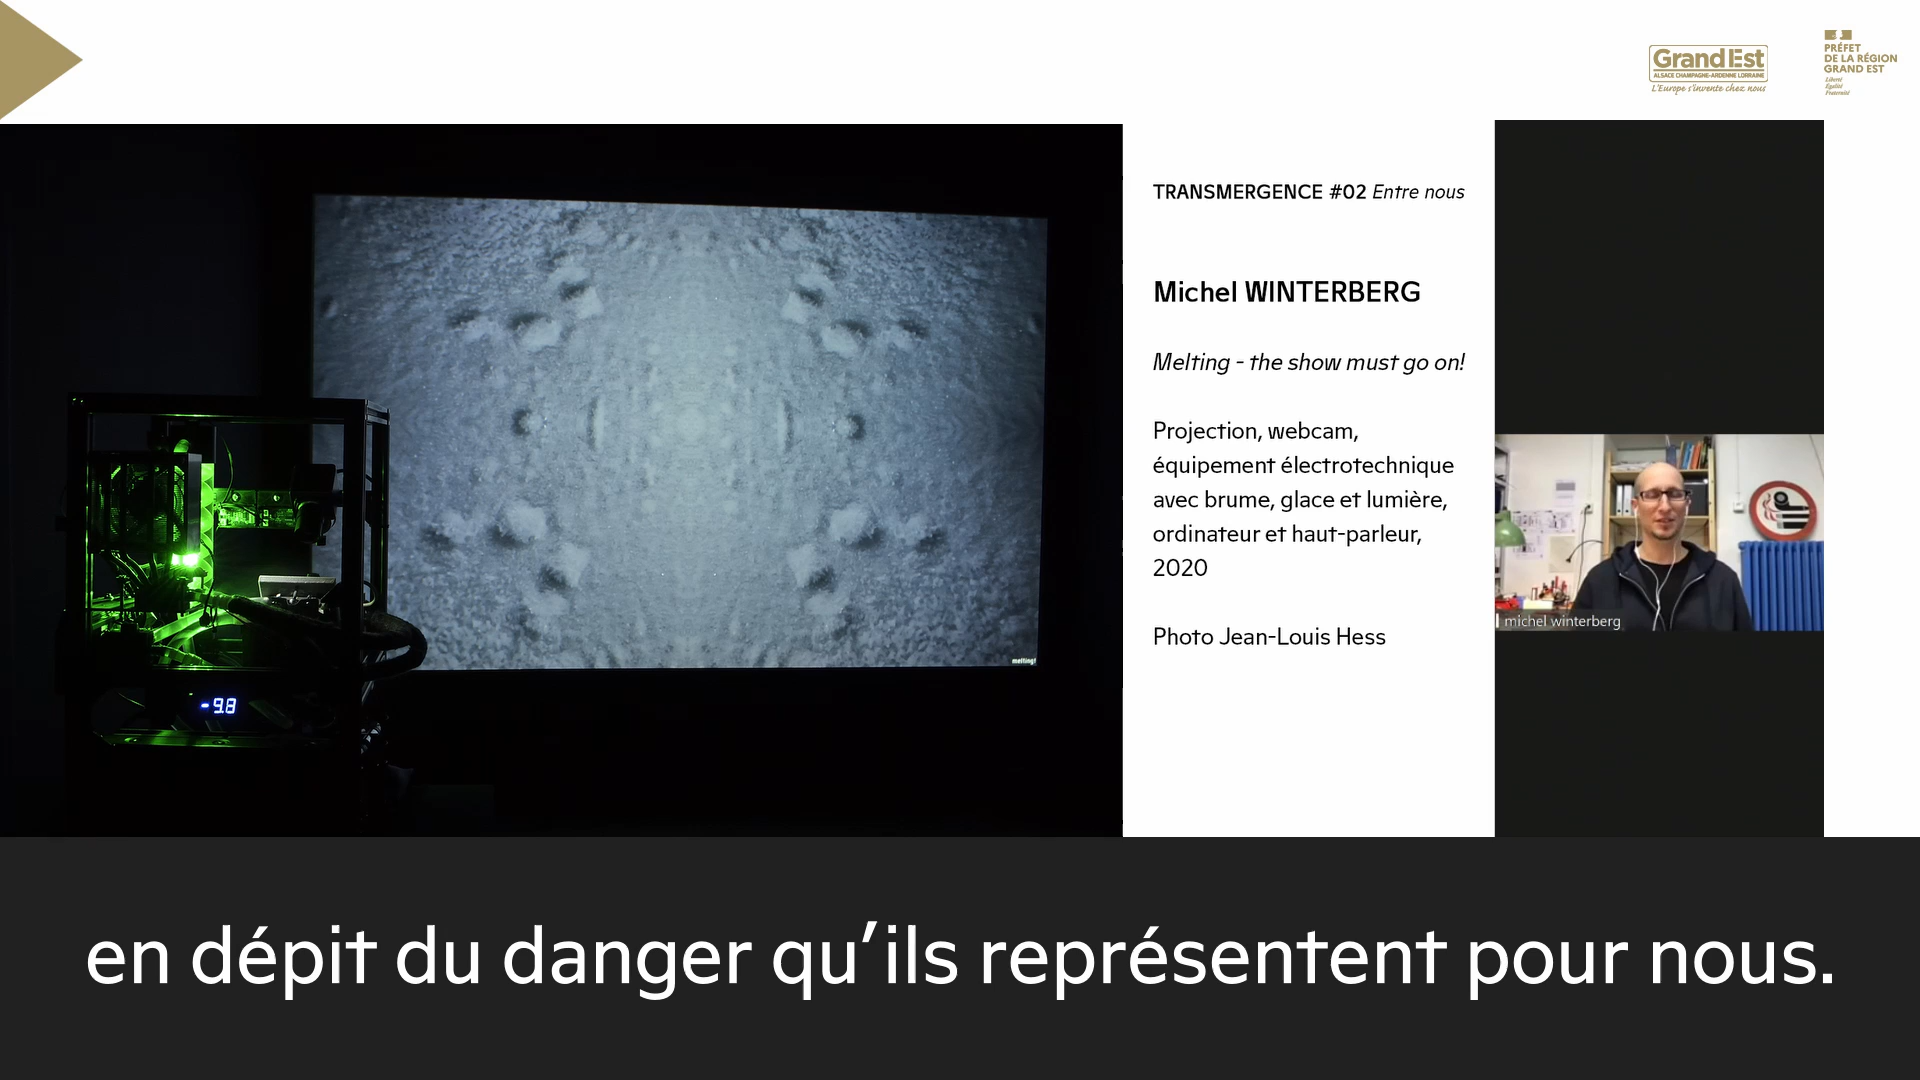 Grand Est
ALSACE CHAMPAGNE-ARDENNE LORRAINE
L'Europe s'invente chez nous
PRÉFET
DE LA RÉGION
GRAND EST
Liberté
Égalité
Fraternité
TRANSMERGENCE #02 Entre nous
Michel WINTERBERG
Melting - the show must go on!
Projection, webcam,
équipement électrotechnique
avec brume, glace et lumière,
ordinateur et haut-parleur,
2020
Photo Jean-Louis Hess
melting!
-9.8
michel winterberg
en dépit du danger qu’ils représentent pour nous.